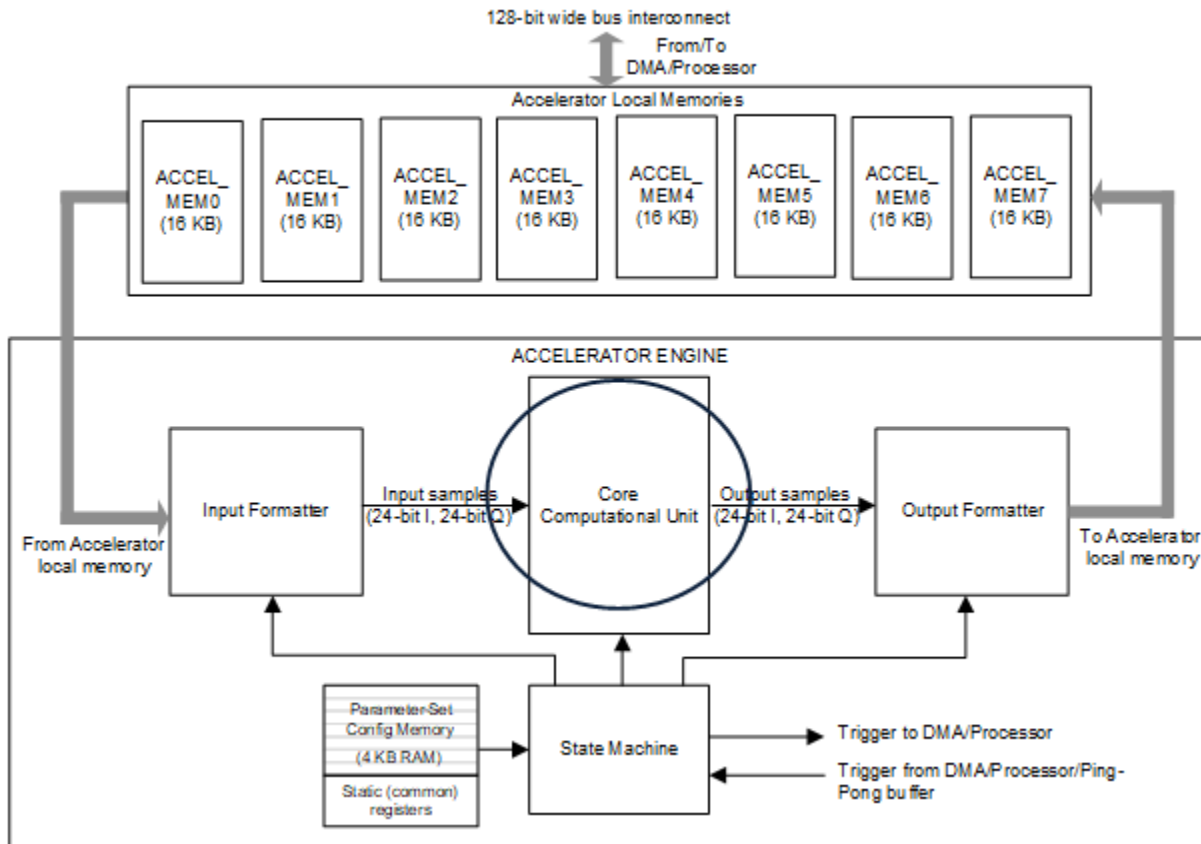 128-bit wide bus interconnect
From/To
DMA/Processor
Accelerator Local Memories
ACCEL_
MEM0
(16 KB)
ACCEL_
MEM1
(16 KB)
ACCEL_
MEM2
(16 KB)
ACCEL_
MEM3
(16 KB)
ACCEL_
MEM4
(16 KB)
ACCEL_
MEM5
(16 KB)
ACCEL_
MEM6
(16 KB)
ACCEL_
MEM7
(16 KB)
ACCELERATOR ENGINE
Input Formatter
Input samples
(24-bit I, 24-bit Q)
Core
Computational Unit
Output samples
(24-bit I, 24-bit Q)
Output Formatter
From Accelerator
local memory
To Accelerator
local memory
Parameter-Set
Config Memory
(4 KB RAM)
Static (common)
registers
State Machine
Trigger to DMA/Processor
Trigger from DMA/Processor/Ping-
Pong buffer